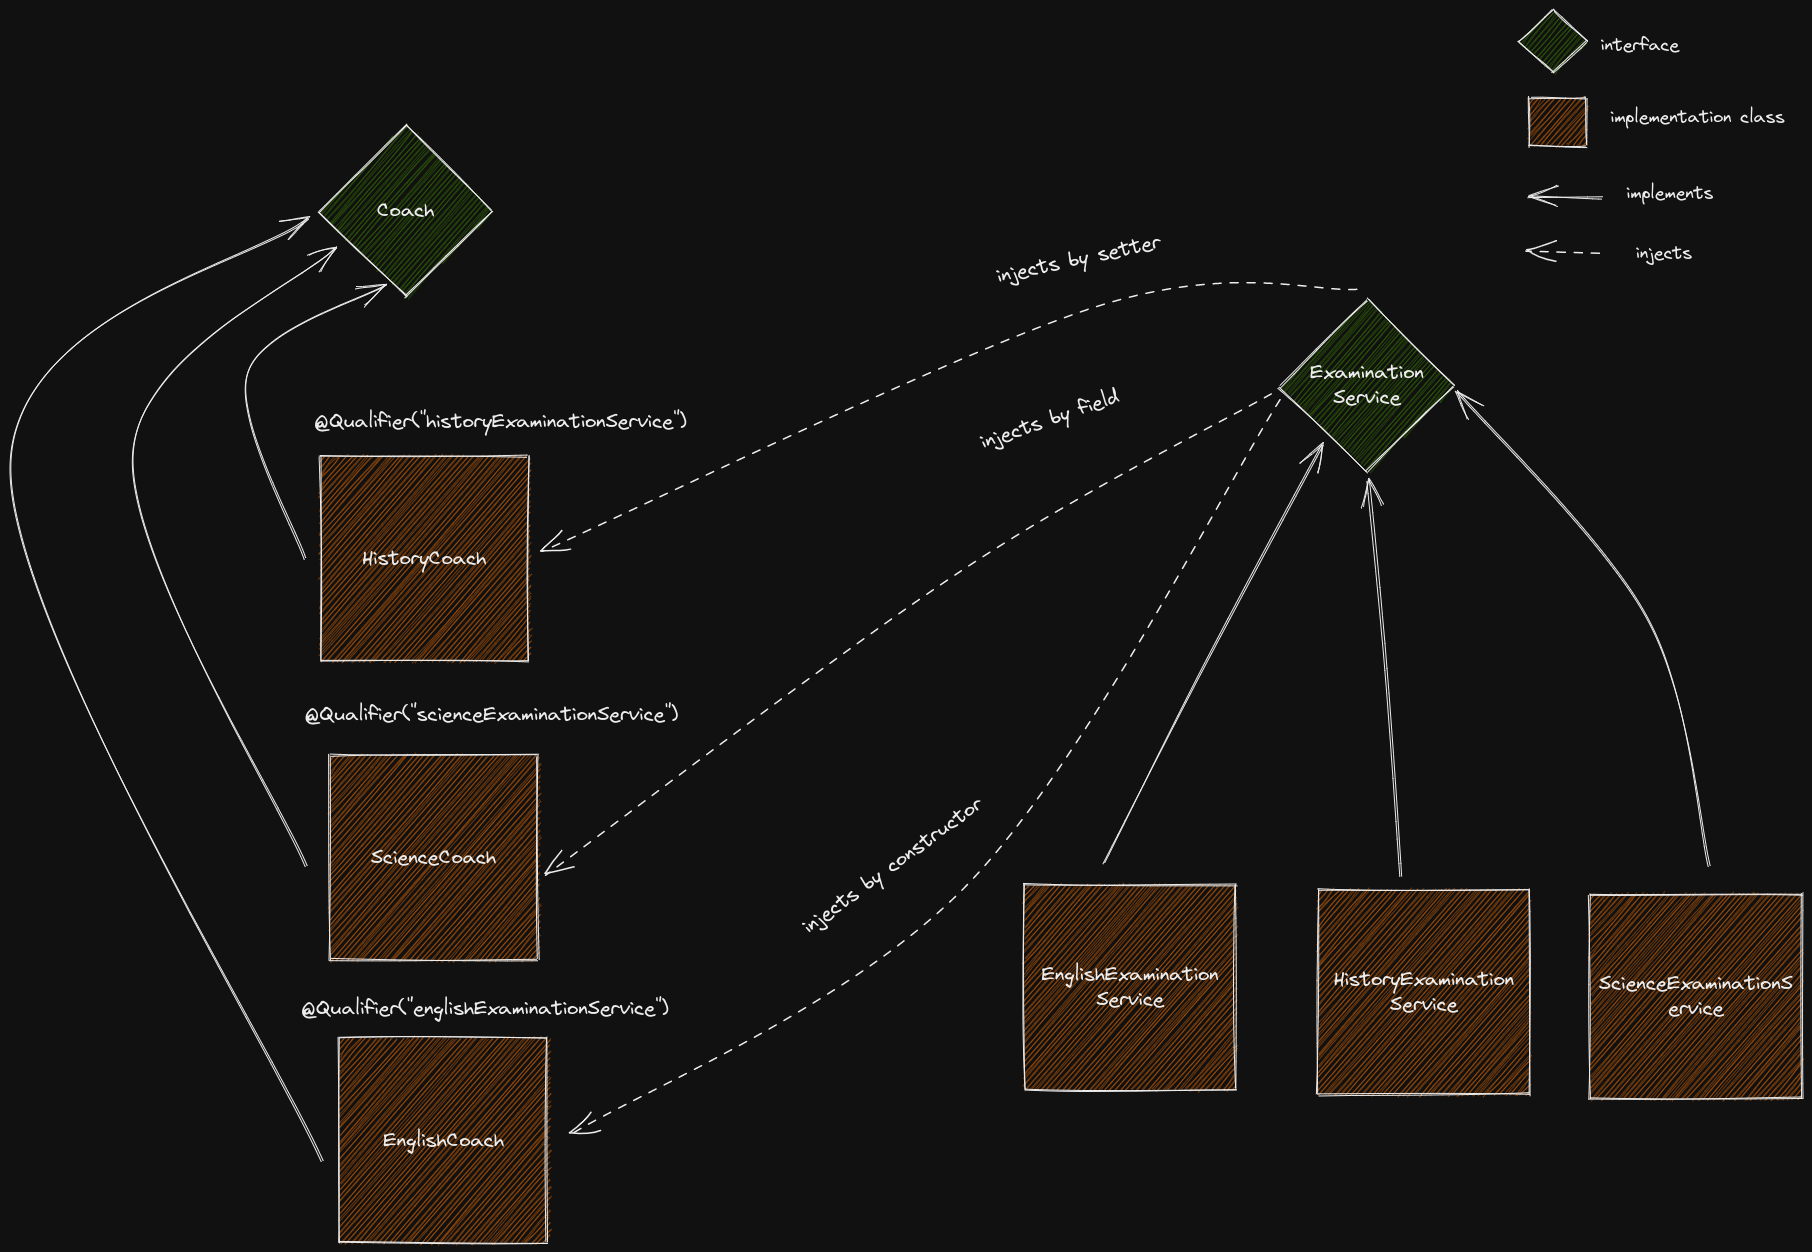 interface
implementation class
implements
injects
Coach
injects by setter
Examination
Service
injects by field
@Qualifier("historyExaminationService")
HistoryCoach
@Qualifier("scienceExaminationService")
ScienceCoach
injects by constructor
@Qualifier("englishExaminationService")
EnglishCoach
EnglishExamination
Service
HistoryExamination
Service
ScienceExaminationS
ervice